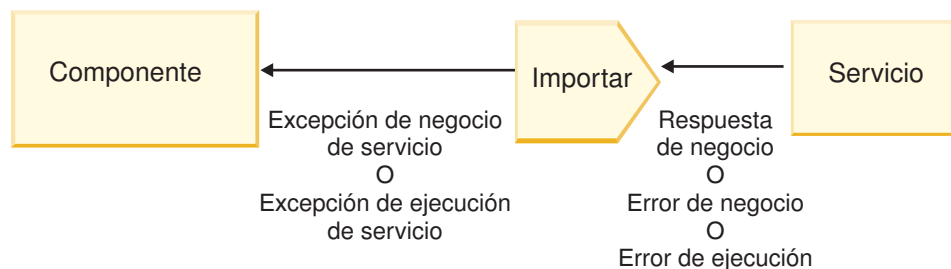 Componente
Importar
Servicio
Excepción de negocio
de servicio
O
Excepción de ejecución
de servicio
Respuesta
de negocio
O
Error de negocio
O
Error de ejecución